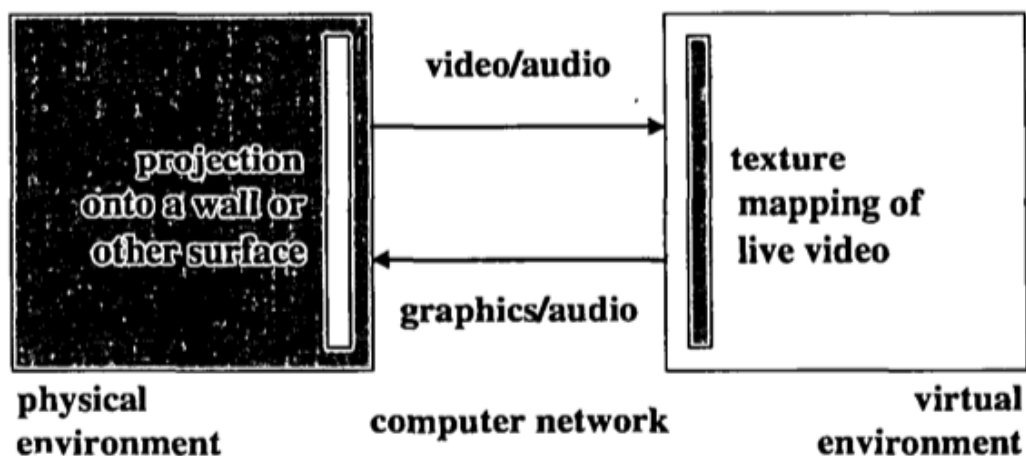 video/audio
projection
onto a wall or
other surface
texture
mapping of
live video
graphics/audio
physical
environment
computer network
virtual
environment